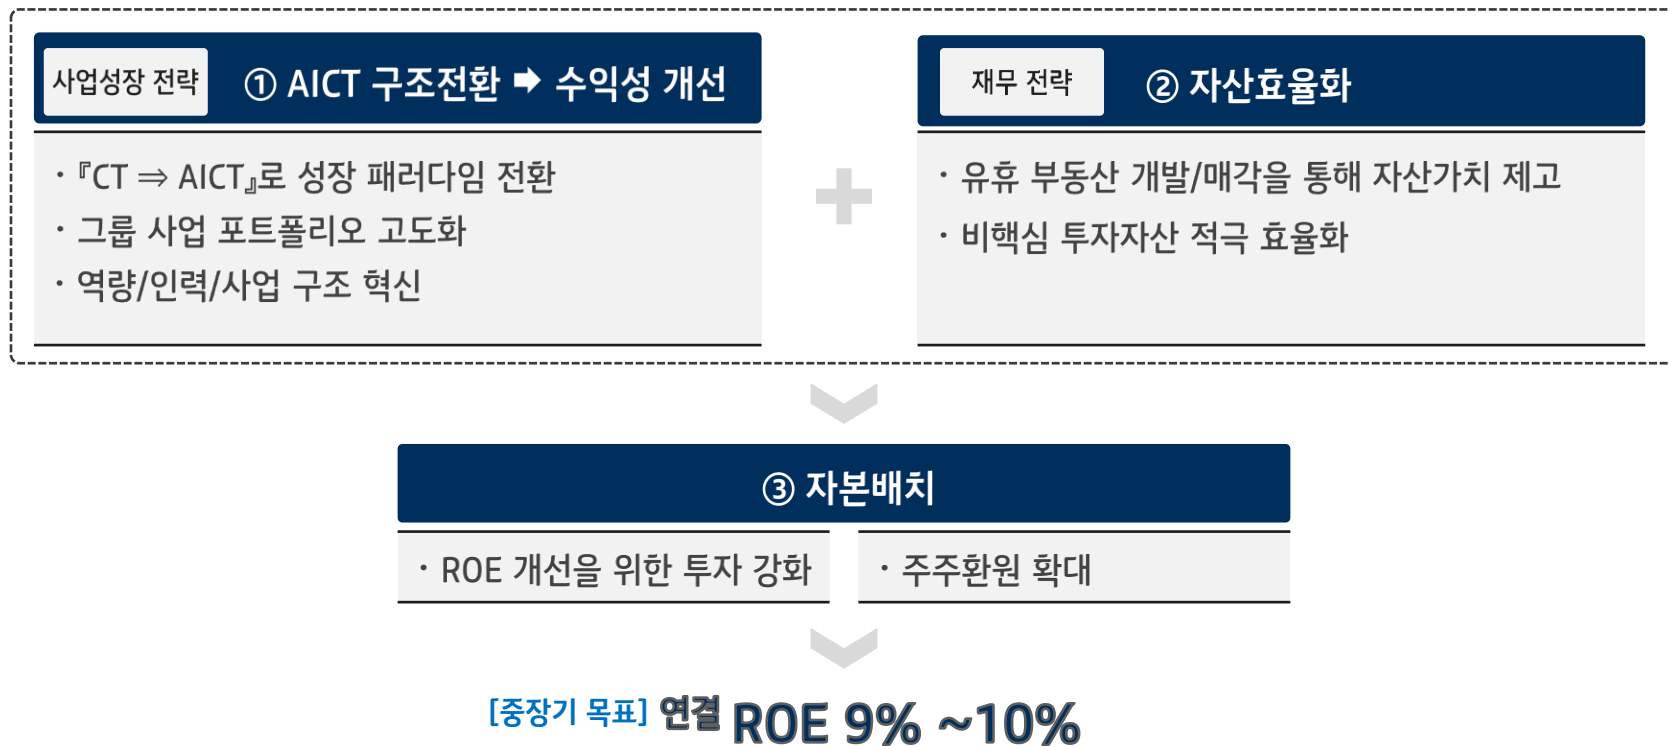 사업성장 전략
① AICT 구조전환 ➡ 수익성 개선
· 『CT ⇒ AICT』로 성장 패러다임 전환
· 그룹 사업 포트폴리오 고도화
· 역량/인력/사업 구조 혁신
재무 전략
② 자산효율화
· 유휴 부동산 개발/매각을 통해 자산가치 제고
· 비핵심 투자자산 적극 효율화
③ 자본배치
· ROE 개선을 위한 투자 강화
· 주주환원 확대
[중장기 목표] 연결 ROE 9% ~10%